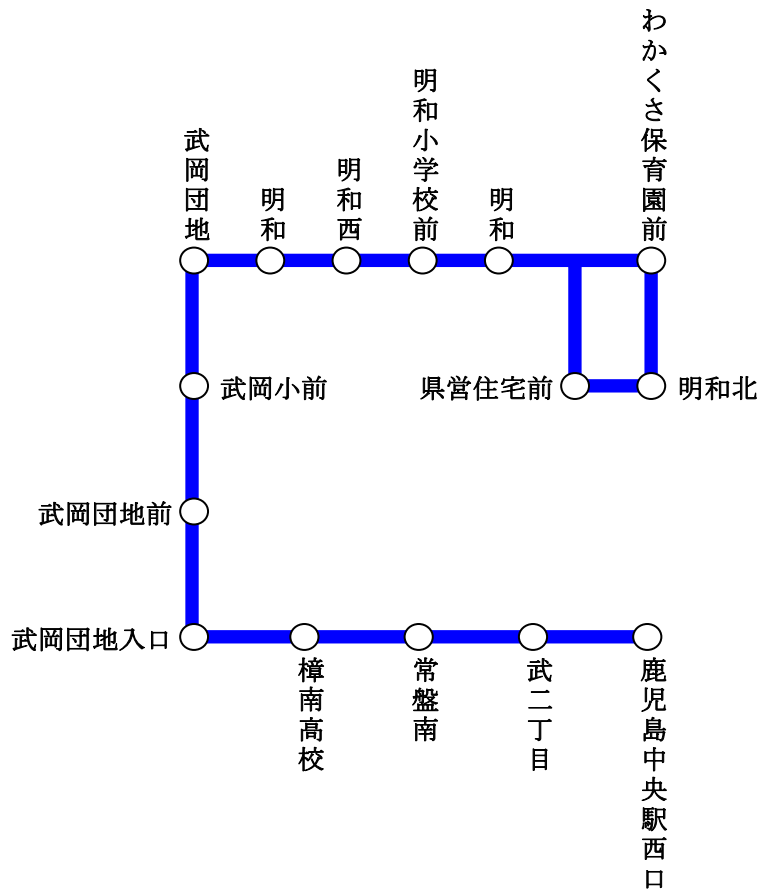 武岡団地
明和
明和西
明和小学校前
明和
わかくさ保育園前
武岡小前
県営住宅前
明和北
武岡団地前
武岡団地入口
樟南高校
常盤南
武二丁目
鹿児島中央駅西口